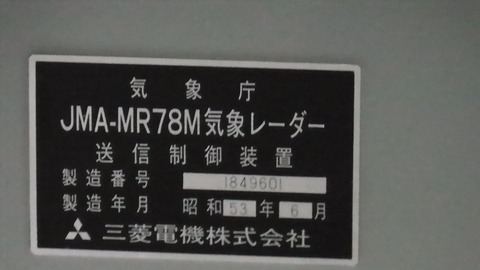 気象庁
JMA-MR78M気象レーダー
送信制御装置
製造番号 1849601
製造年月 昭和53年6月
三菱電機株式会社